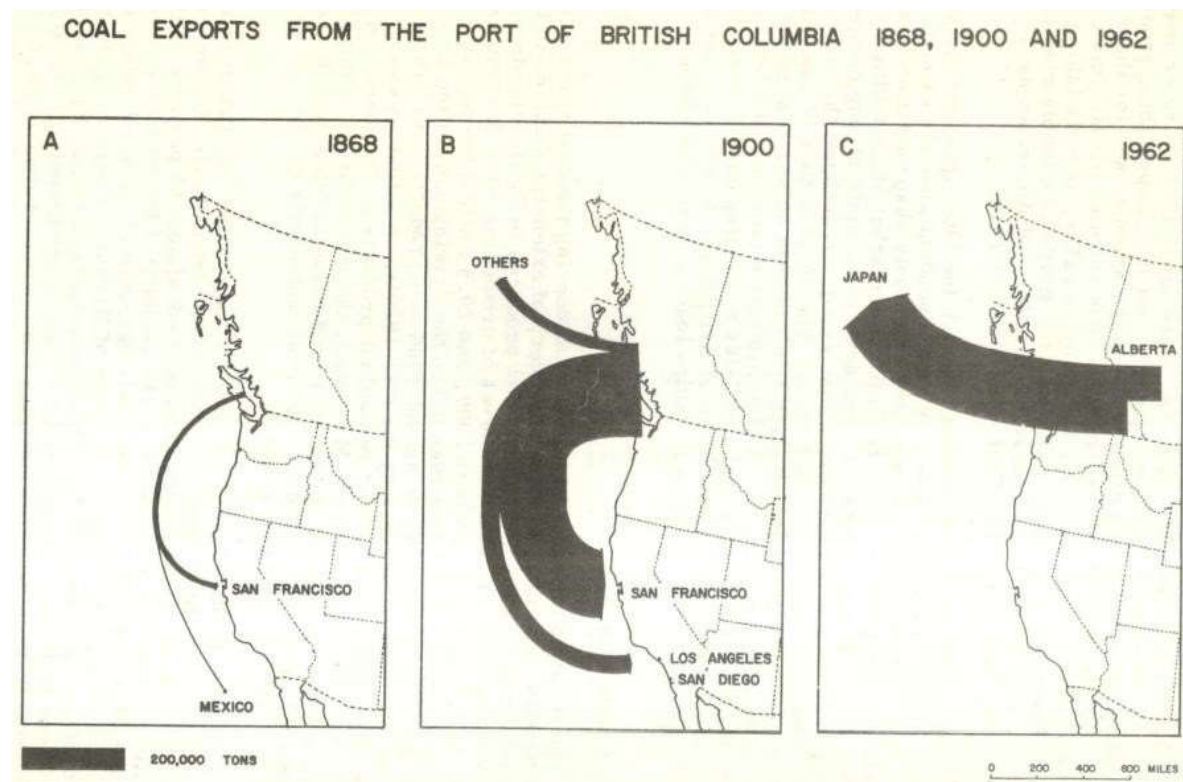 COAL EXPORTS FROM THE PORT OF BRITISH COLUMBIA 1868, 1900 AND 1962
A 1868
SAN FRANCISCO
MEXICO
B 1900
OTHERS
SAN FRANCISCO
LOS ANGELES
SAN DIEGO
C 1962
JAPAN
ALBERTA
200,000 TONS
0 200 400 600 MILES